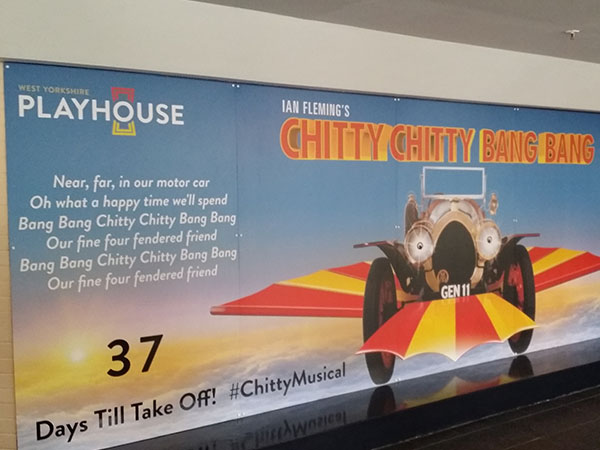 WEST YORKSHIRE
PLAYHOUSE
IAN FLEMING'S
CHITTY CHITTY BANG BANG
Near, far, in our motor car
Oh what a happy time we'll spend
Bang Bang Chitty Chitty Bang Bang
Our fine four fendered friend
Bang Bang Chitty Chitty Bang Bang
Our fine four fendered friend
GEN 11
37
Days Till Take Off! #ChittyMusical